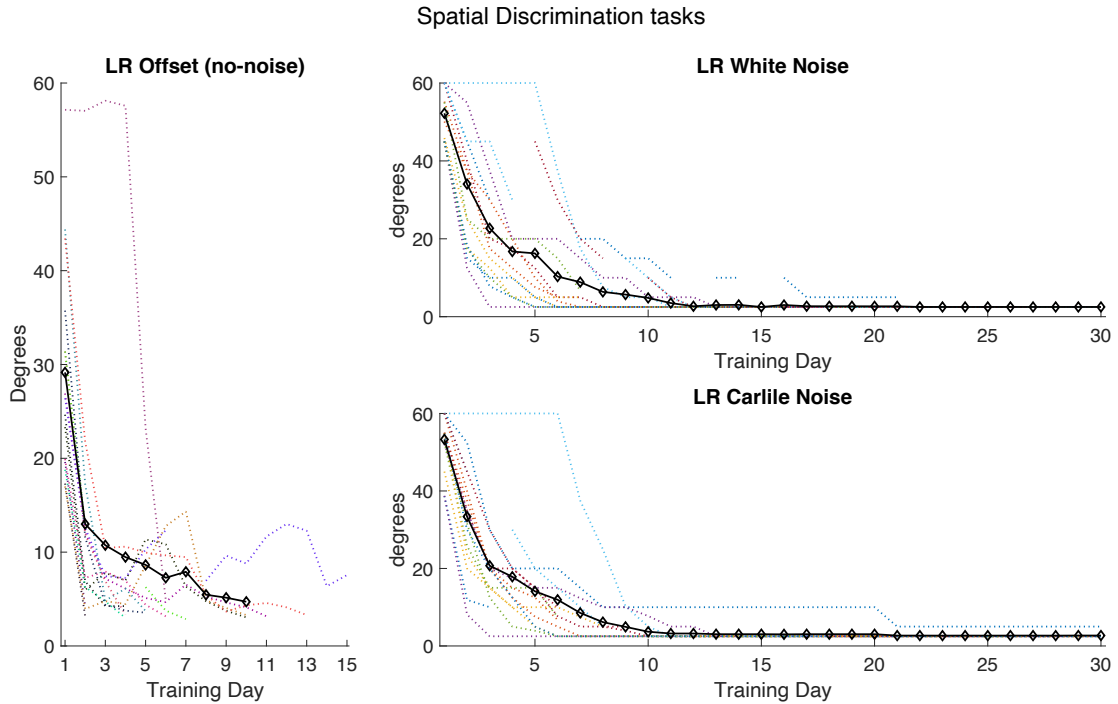 Spatial Discrimination tasks
LR Offset (no-noise)
60
50
40
30
20
10
0
Degrees
1 3 5 7 9 11 13 15
Training Day
LR White Noise
60
40
20
0
degrees
5 10 15 20 25 30
Training Day
LR Carlile Noise
60
40
20
0
degrees
5 10 15 20 25 30
Training Day